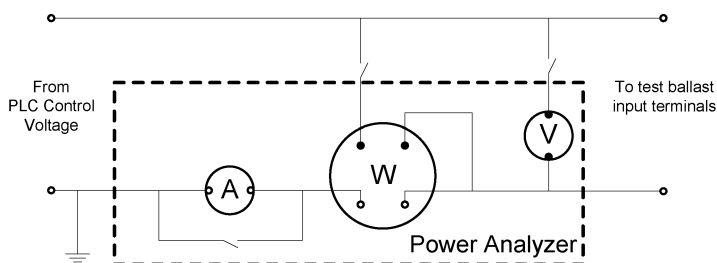 From
PLC Control
Voltage
To test ballast
input terminals
V
W
A
Power Analyzer